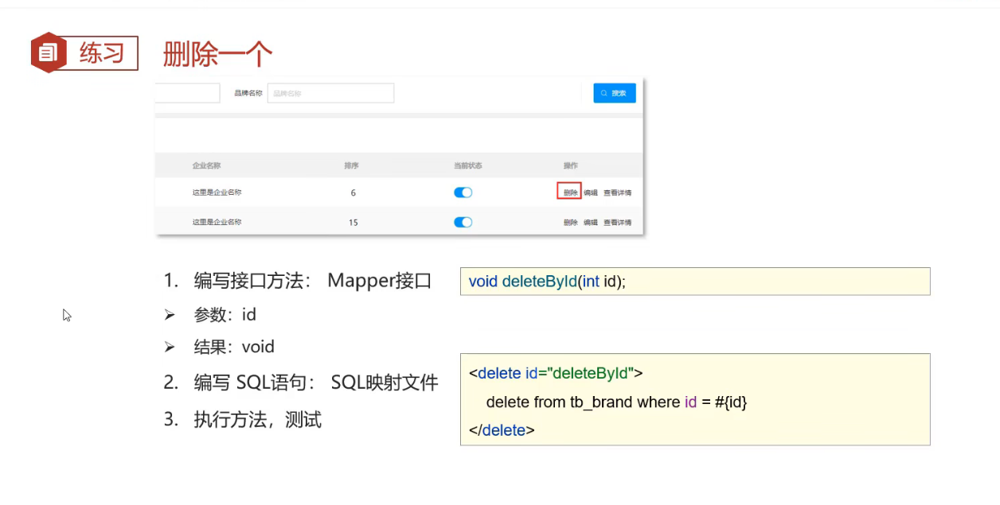 练习 删除一个
品牌名称 品牌名称 搜索
企业名称 排序 当前状态 操作
这里是企业名称 6 删除 编辑 查看详情
这里是企业名称 15 删除 编辑 查看详情
1. 编写接口方法： Mapper接口
void deleteById(int id);
➢ 参数：id
➢ 结果：void
2. 编写 SQL语句： SQL映射文件
3. 执行方法，测试
<delete id="deleteById">
delete from tb_brand where id = #{id}
</delete>